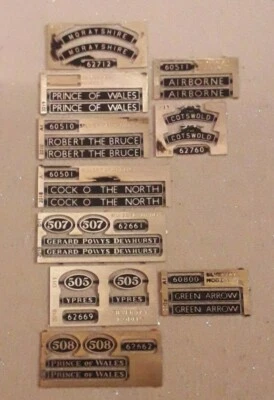 MORAYSHIRE
MORAYSHIRE
62712
PRINCE OF WALES
PRINCE OF WALES
60510
ROBERT THE BRUCE
ROBERT THE BRUCE
60501
COCK O THE NORTH
COCK O THE NORTH
507 507 62661
GERARD POWYS DEWHURST
GERARD POWYS DEWHURST
505 505
YPRES YPRES
62669
508 508 62662
PRINCE OF WALES
PRINCE OF WALES
60511
AIRBORNE
AIRBORNE
COTSWOLD
COTSWOLD
62760
60800
GREEN ARROW
GREEN ARROW